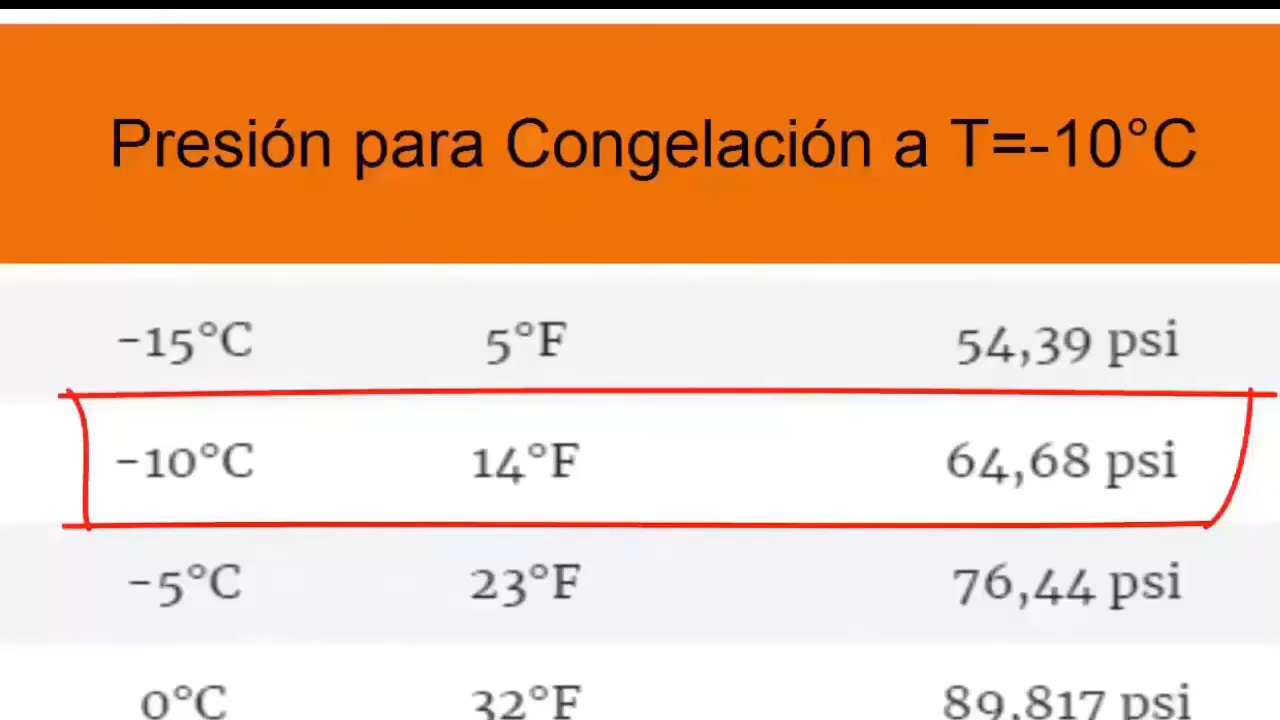 Presión para Congelación a T=-10°C
-15°C 5°F 54,39 psi
-10°C 14°F 64,68 psi
-5°C 23°F 76,44 psi
0°C 32°F 89,817 psi